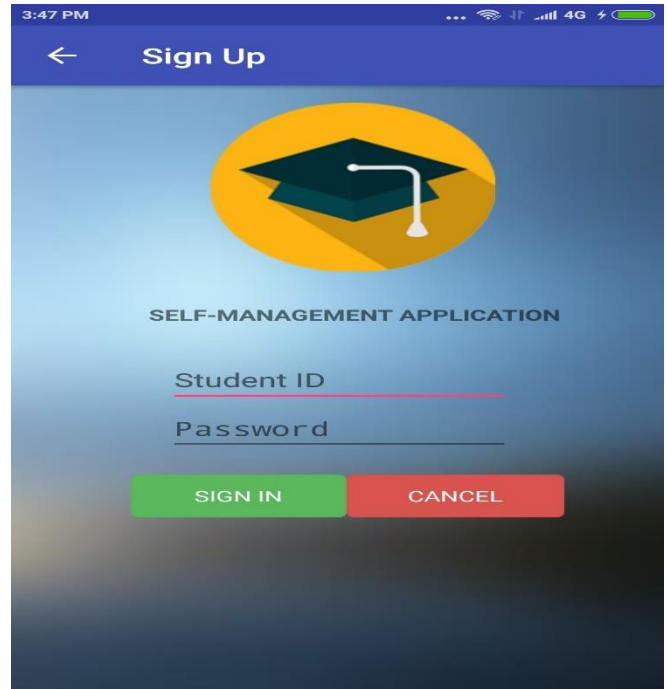 3:47 PM ... 4G
Sign Up
SELF-MANAGEMENT APPLICATION
Student ID
Password
SIGN IN CANCEL